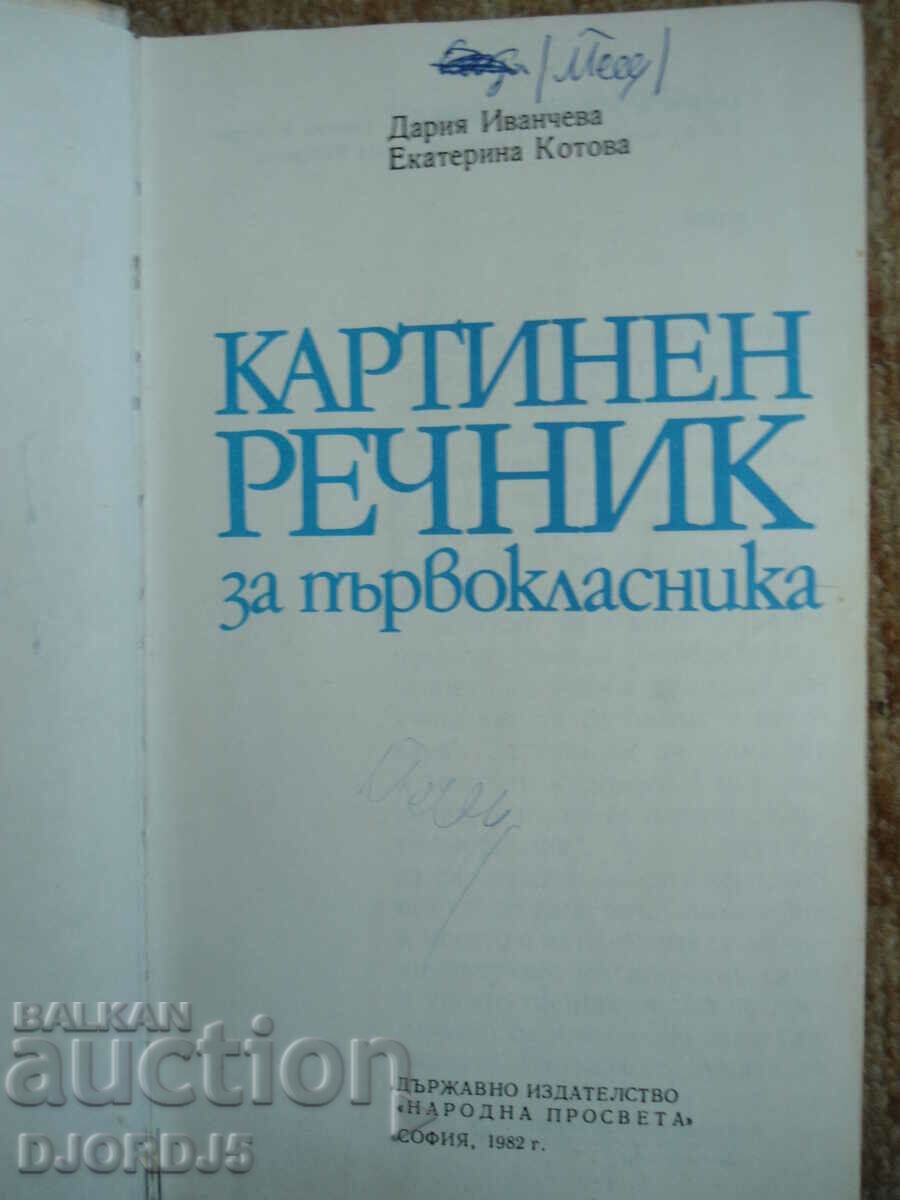 Дария Иванчева
Екатерина Котова
КАРТИНЕН
РЕЧНИК
за първокласника
ДЪРЖАВНО ИЗДАТЕЛСТВО
«НАРОДНА ПРОСВЕТА»
СОФИЯ, 1982 г.
BALKAN
auction
DJORDJ5